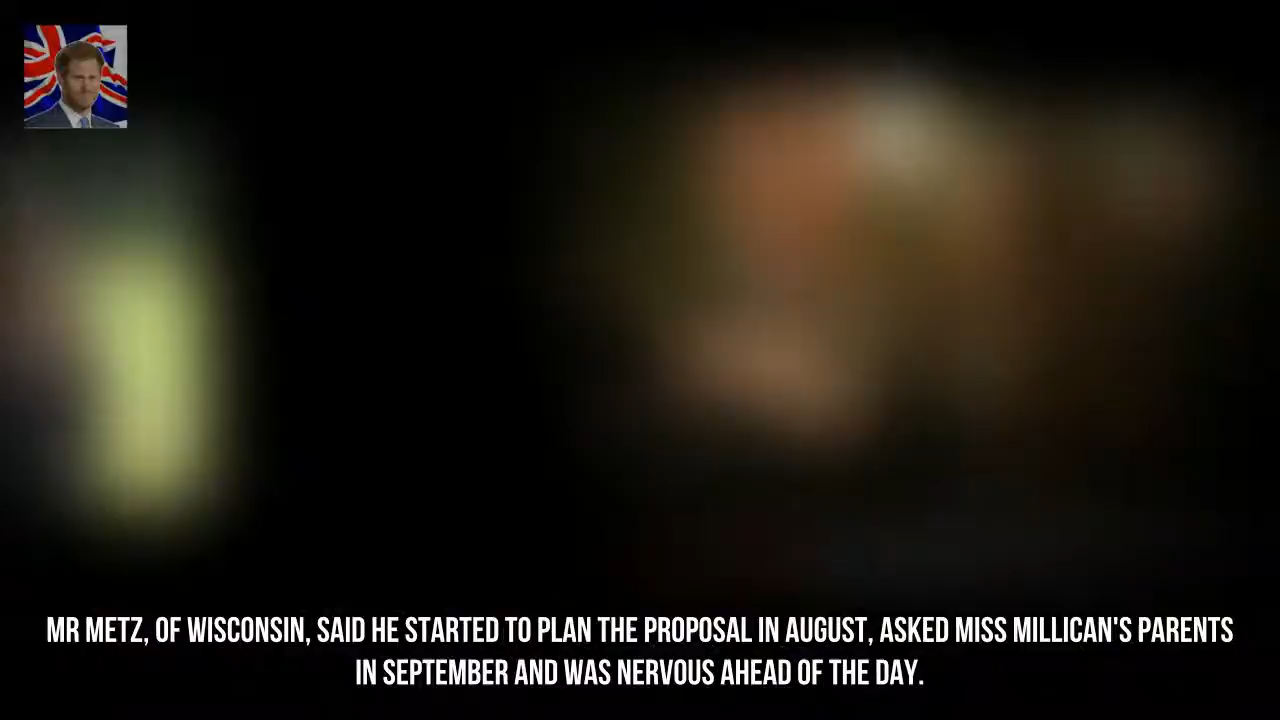 MR METZ, OF WISCONSIN, SAID HE STARTED TO PLAN THE PROPOSAL IN AUGUST, ASKED MISS MILLICAN'S PARENTS
IN SEPTEMBER AND WAS NERVOUS AHEAD OF THE DAY.